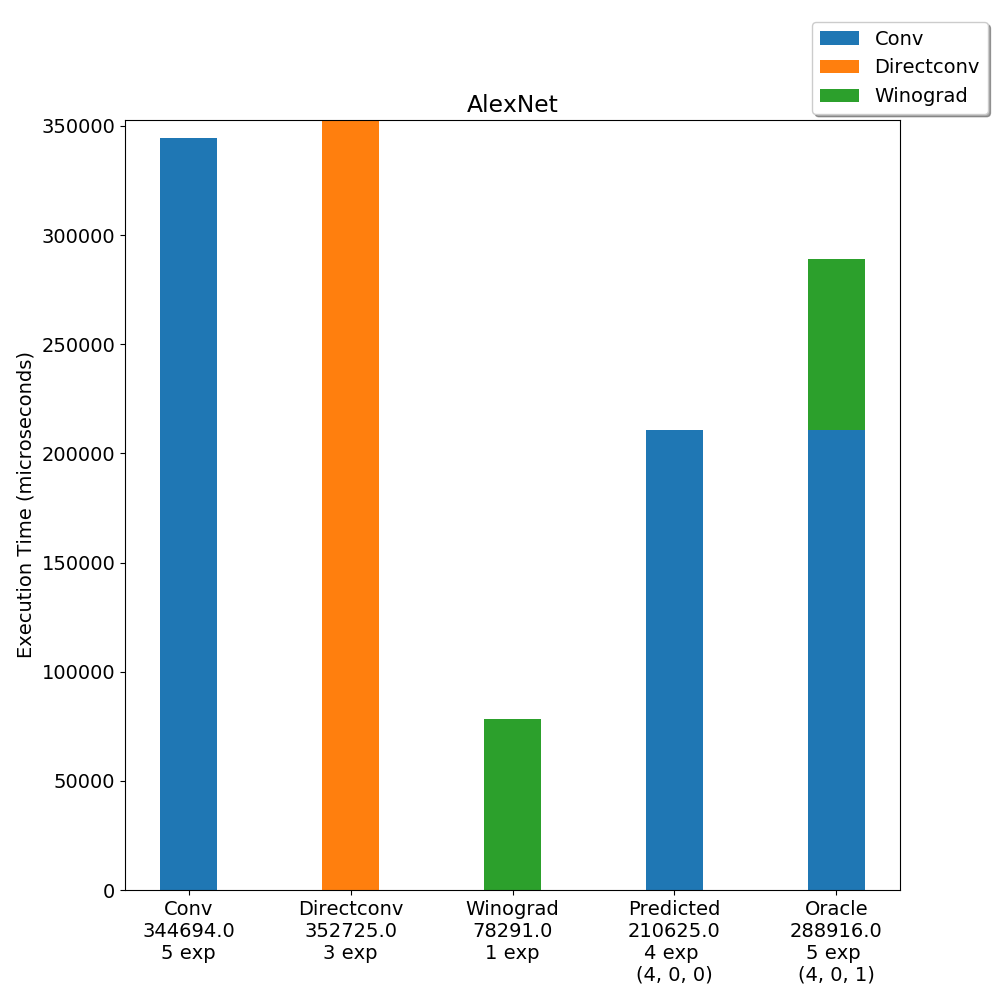 Conv
Directconv
Winograd
AlexNet
Execution Time (microseconds)
350000
300000
250000
200000
150000
100000
50000
0
Conv
344694.0
5 exp
Directconv
352725.0
3 exp
Winograd
78291.0
1 exp
Predicted
210625.0
4 exp
(4, 0, 0)
Oracle
288916.0
5 exp
(4, 0, 1)